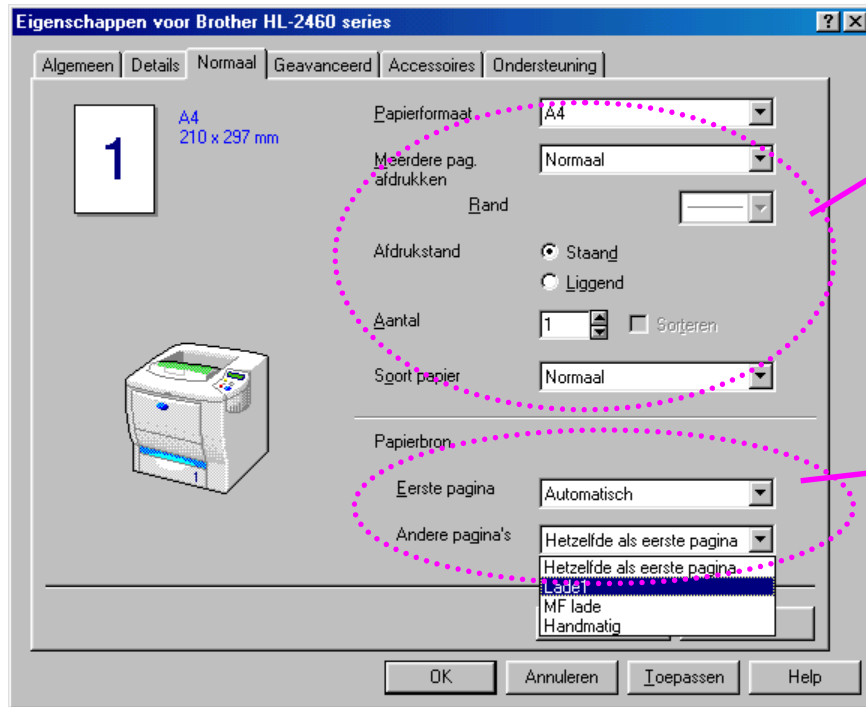 Eigenschappen voor Brother HL-2460 series
Algemeen Details Normaal Geavanceerd Accessoires Ondersteuning
1
A4
210 x 297 mm
Papierformaat A4
Meerdere pag. afdrukken Normaal
Rand
Afdrukstand Staand
Liggend
Aantal 1 Sorteren
Soort papier Normaal
1
Papierbron
Eerste pagina Automatisch
Andere pagina's Hetzelfde als eerste pagina
Hetzelfde als eerste pagina
Lade1
MF lade
Handmatig
OK Annuleren Toepassen Help